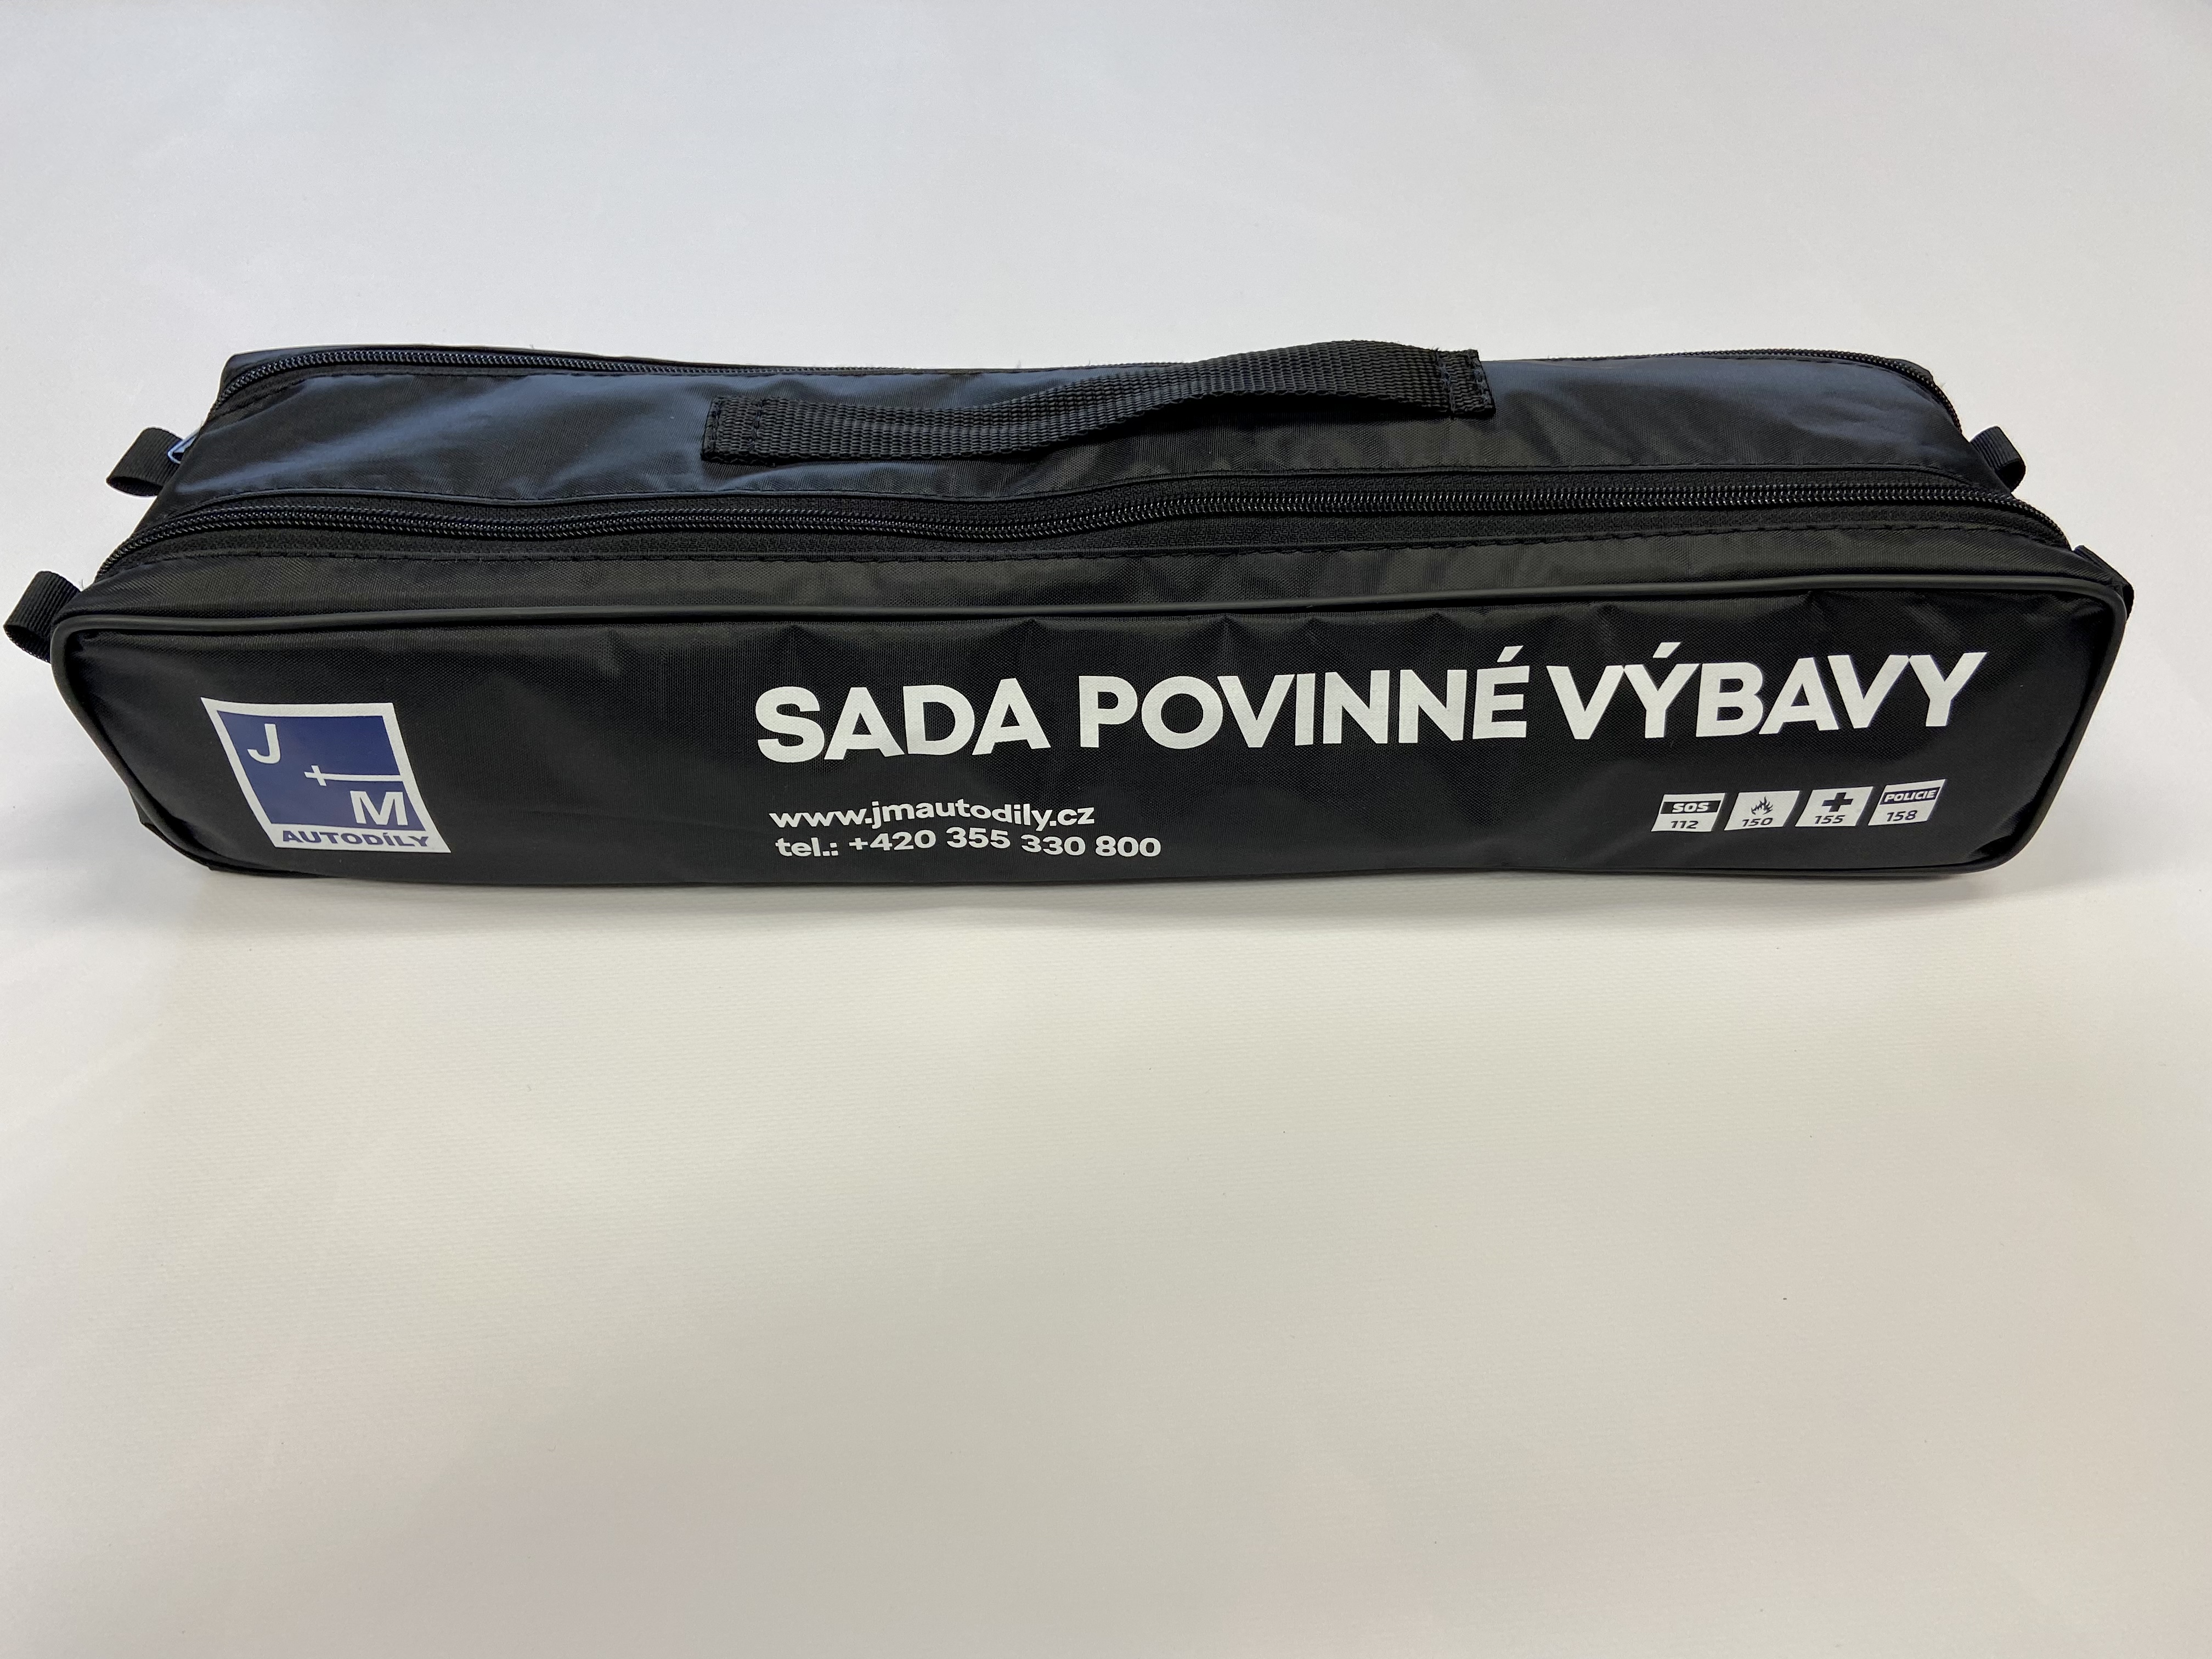 J
+
M
AUTODÍLY
SADA POVINNÉ VÝBAVY
www.jmautodily.cz
tel.: +420 355 330 800
SOS
112
150
155
POLICIE
158